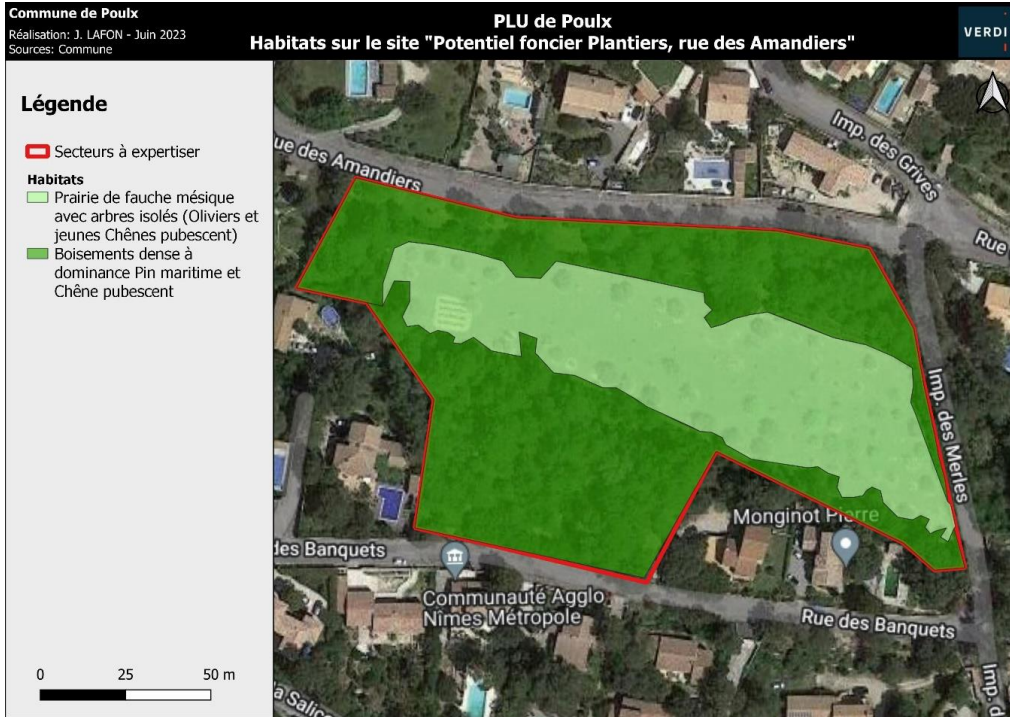 Commune de Poulx
Réalisation: J. LAFON - Juin 2023
Sources: Commune
PLU de Poulx
Habitats sur le site "Potentiel foncier Plantiers, rue des Amandiers"
VERDI
Légende
Secteurs à expertiser
Habitats
Prairie de fauche mésique
avec arbres isolés (Oliviers et
jeunes Chênes pubescent)
Boisements dense à
dominance Pin maritime et
Chêne pubescent
0 25 50 m
ue des Amandiers
Imp. des Grives
Rue
Imp. des Merles
Monginot Pierre
des Banquets
Communauté Agglo
Nîmes Métropole
Rue des Banquets
Imp. d
a Salic